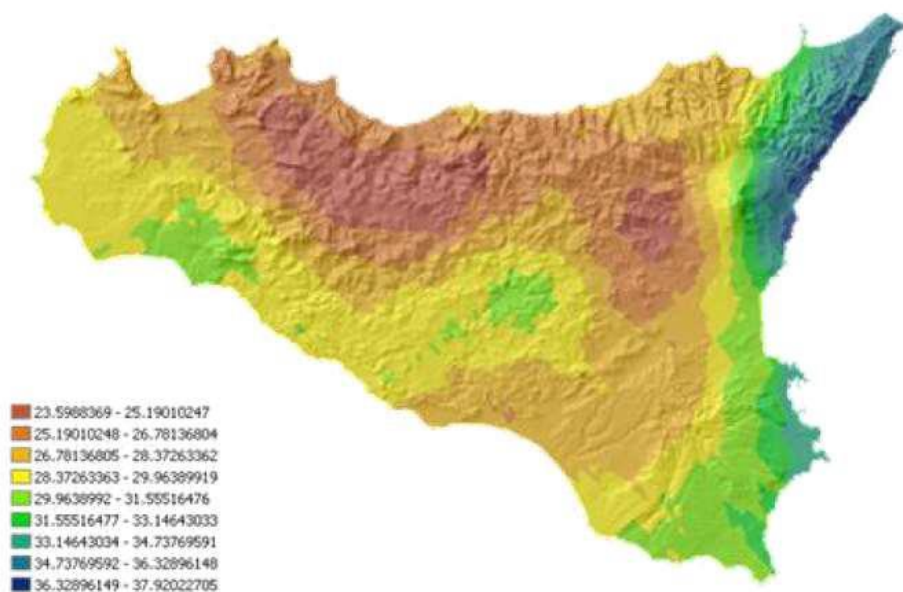 23.5988369 - 25.19010247
25.19010248 - 26.78136804
26.78136805 - 28.37263362
28.37263363 - 29.96389919
29.9638992 - 31.55516476
31.55516477 - 33.14643033
33.14643034 - 34.73769591
34.73769592 - 36.32896148
36.32896149 - 37.92022705